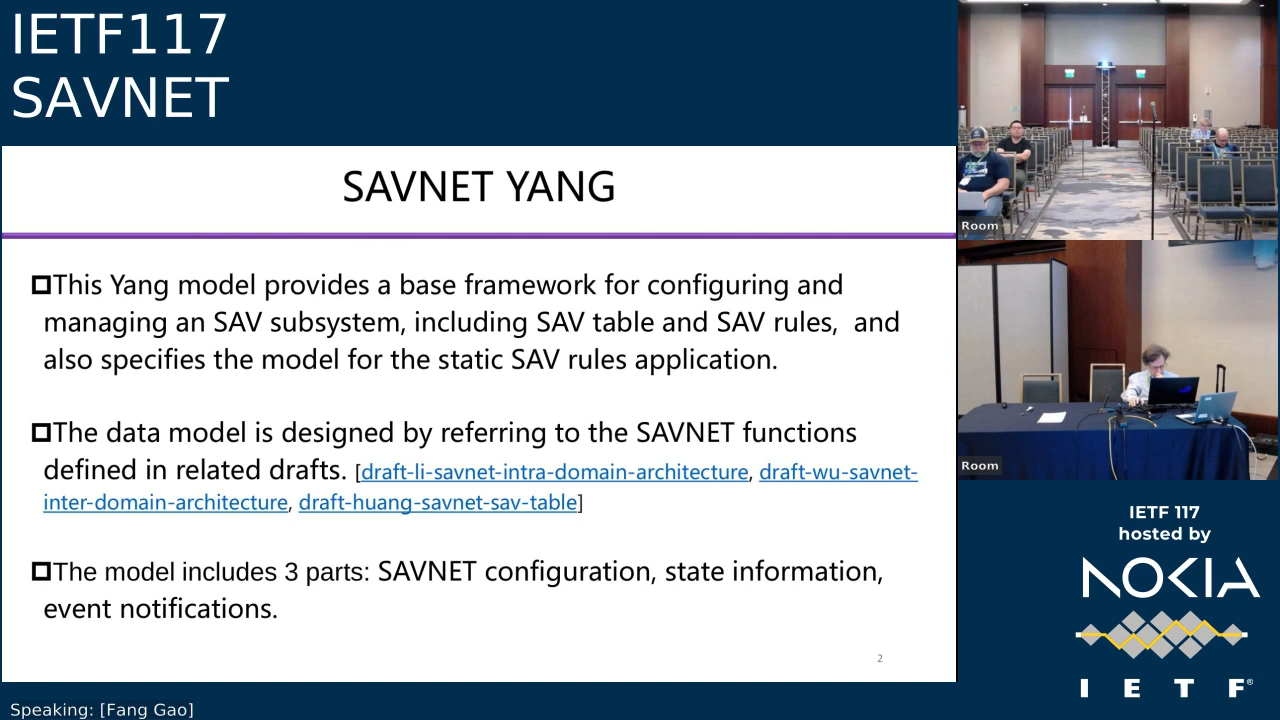 IETF117
SAVNET
SAVNET YANG
This Yang model provides a base framework for configuring and
managing an SAV subsystem, including SAV table and SAV rules,  and
also specifies the model for the static SAV rules application.
The data model is designed by referring to the SAVNET functions
defined in related drafts. [draft-li-savnet-intra-domain-architecture, draft-wu-savnet-
inter-domain-architecture, draft-huang-savnet-sav-table]
The model includes 3 parts: SAVNET configuration, state information,
event notifications.
2
Speaking: [Fang Gao]
Room
Room
IETF 117
hosted by
NOKIA
I E T F®